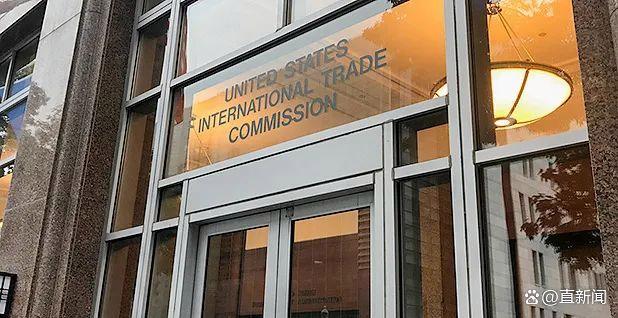 UNITED STATES
INTERNATIONAL TRADE
COMMISSION
@直新闻